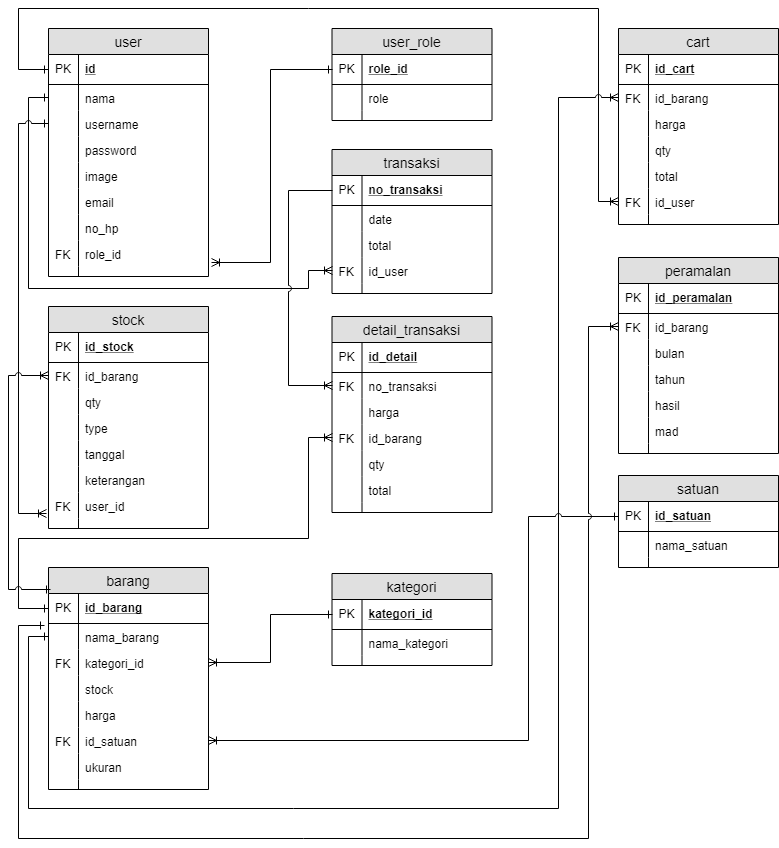 user
PK id
nama
username
password
image
email
no_hp
FK role_id
user_role
PK role_id
role
cart
PK id_cart
FK id_barang
harga
qty
total
FK id_user
transaksi
PK no_transaksi
date
total
FK id_user
peramalan
PK id_peramalan
FK id_barang
bulan
tahun
hasil
mad
stock
PK id_stock
FK id_barang
qty
type
tanggal
keterangan
FK user_id
detail_transaksi
PK id_detail
FK no_transaksi
harga
FK id_barang
qty
total
satuan
PK id_satuan
nama_satuan
barang
PK id_barang
nama_barang
FK kategori_id
stock
harga
FK id_satuan
ukuran
kategori
PK kategori_id
nama_kategori